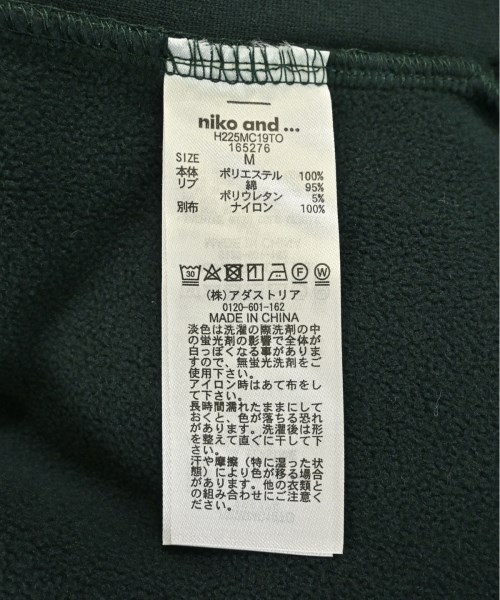 niko and ...
H225MC19TO
165276
SIZE M
本体 ポリエステル 100%
リブ 綿 95%
ポリウレタン 5%
別布 ナイロン 100%
30 F W
(株)アダストリア
0120-601-162
MADE IN CHINA
淡色は洗濯の際洗剤の中
の蛍光剤の影響で全体が
白っぽくなる事がありま
すので、無蛍光洗剤をご
使用下さい。
アイロン時はあて布をし
て下さい。
長時間濡れたままにして
おくと、色が落ちる恐れ
があります。洗濯後は形
を整えて直ぐに干して下
さい。
汗や摩擦(特に湿った状
態)により色が移る場合
があります。他の衣類と
の組み合わせにご注意く
ださい。